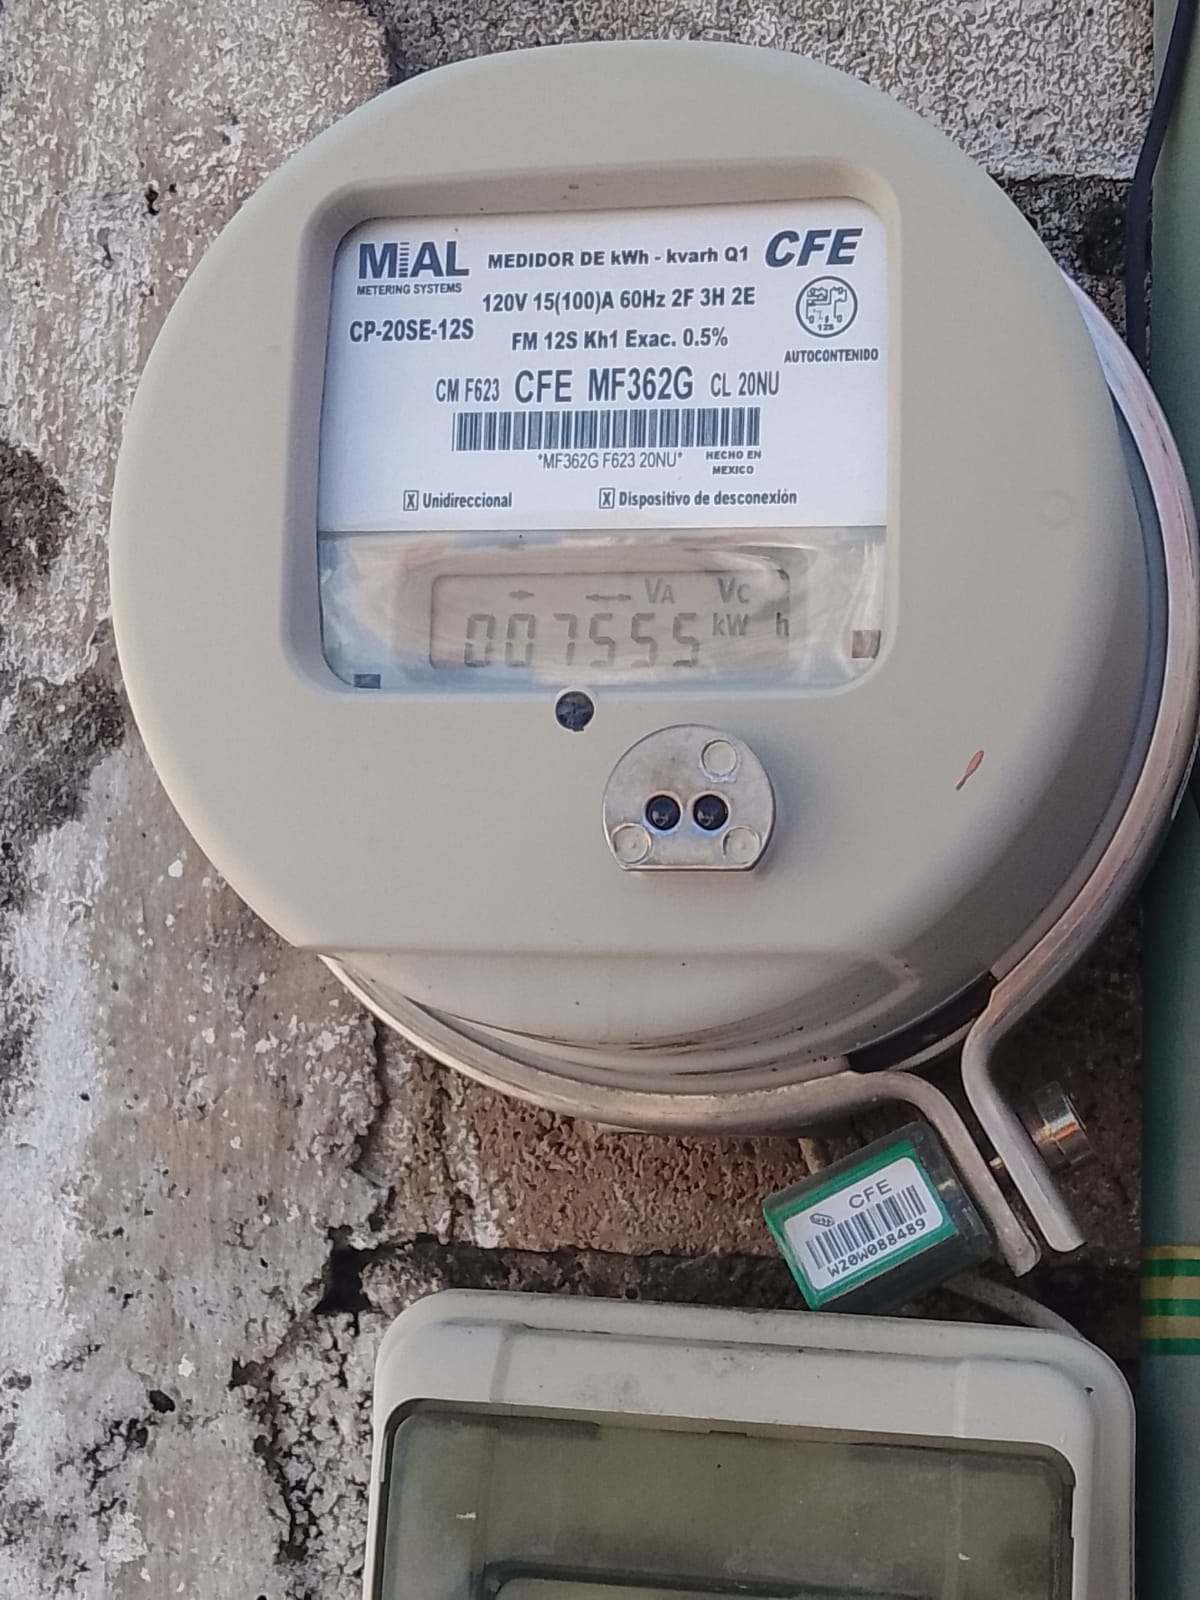 MIAL
METERING SYSTEMS
MEDIDOR DE kWh - kvarh Q1
CFE
120V 15(100)A 60Hz 2F 3H 2E
CP-20SE-12S
FM 12S Kh1 Exac. 0.5%
12S
AUTOCONTENIDO
CM F623 CFE MF362G CL 20NU
*MF362G F623 20NU*
HECHO EN
MEXICO
X Unidireccional
X Dispositivo de desconexión
VA VC
007555 kW h
CFE
W20W088489